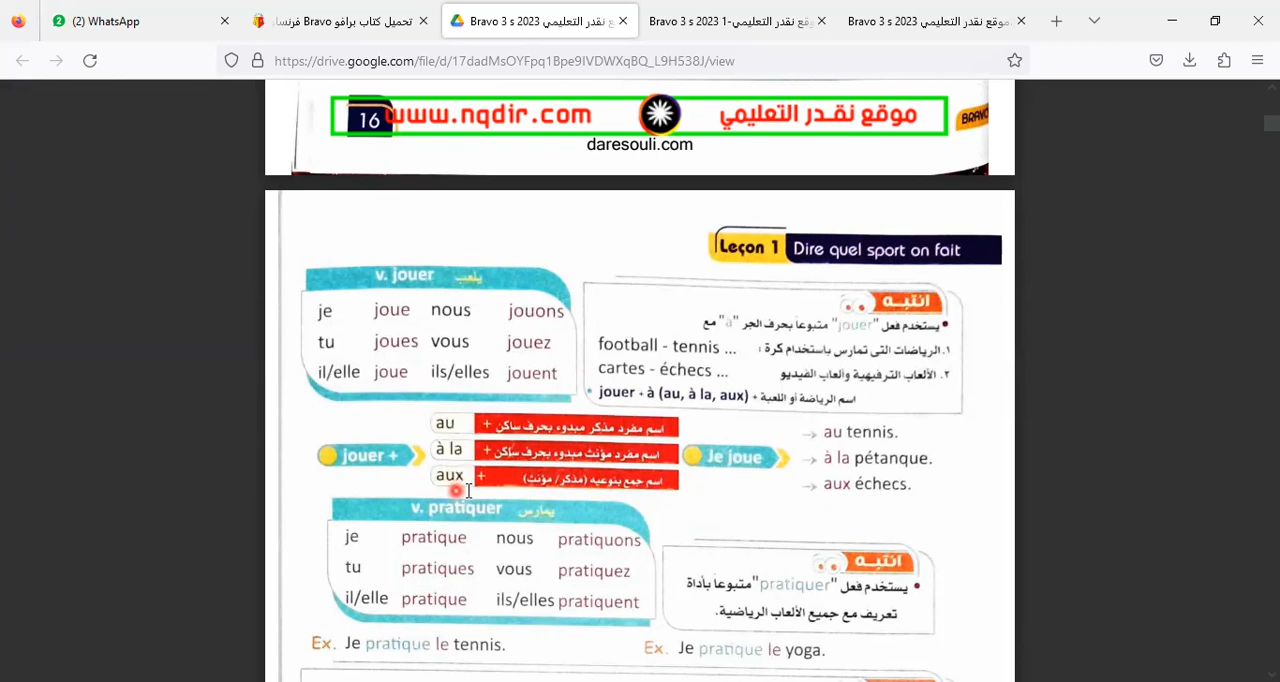 (2) WhatsApp
تحميل كتاب برافو Bravo فرنسا
Bravo 3 s 2023 ع نقدر التعليمي
Bravo 3 s 2023 1-موقع نقدر التعليمي
Bravo 3 s 2023 موقع نقدر التعليمي.
https://drive.google.com/file/d/17dadMsOYFpq1Bpe9IVDWXqBQ_L9H538J/view
16 www.nqdir.com موقع نقـدر التعليمي BRAVO
daresouli.com
Leçon 1 Dire quel sport on fait
v. jouer يلعب
je joue nous jouons
tu joues vous jouez
il/elle joue ils/elles jouent
انتبه
• يستخدم فعل "jouer" متبوعاً بحرف الجر "à" مع
١. الرياضات التى تمارس باستخدام كرة : football - tennis ...
٢. الألعاب الترفيهية وألعاب الفيديو cartes - échecs ...
• jouer + à (au, à la, aux) + اسم الرياضة أو اللعبة
jouer +
au + اسم مفرد مذكر مبدوء بحرف ساكن
à la + اسم مفرد مؤنث مبدوء بحرف ساكن
aux + اسم جمع بنوعيه (مذكر/ مؤنث)
Je joue
→ au tennis.
→ à la pétanque.
→ aux échecs.
v. pratiquer يمارس
je pratique nous pratiquons
tu pratiques vous pratiquez
il/elle pratique ils/elles pratiquent
انتبه
• يستخدم فعل "pratiquer" متبوعاً بأداة
تعريف مع جميع الألعاب الرياضية.
Ex. Je pratique le tennis.
Ex. Je pratique le yoga.